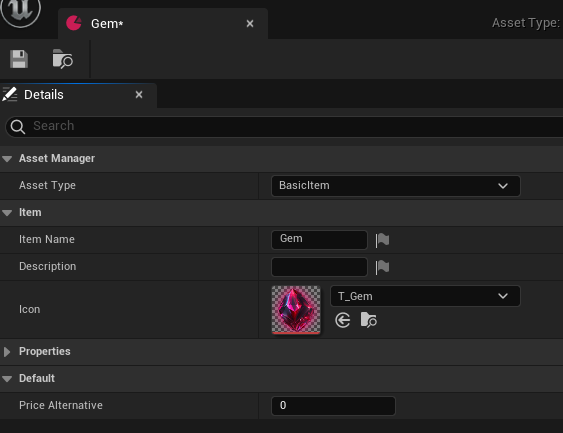 Gem*
Asset Type:
Details
Search
Asset Manager
Asset Type BasicItem
Item
Item Name Gem
Description
Icon T_Gem
Properties
Default
Price Alternative 0